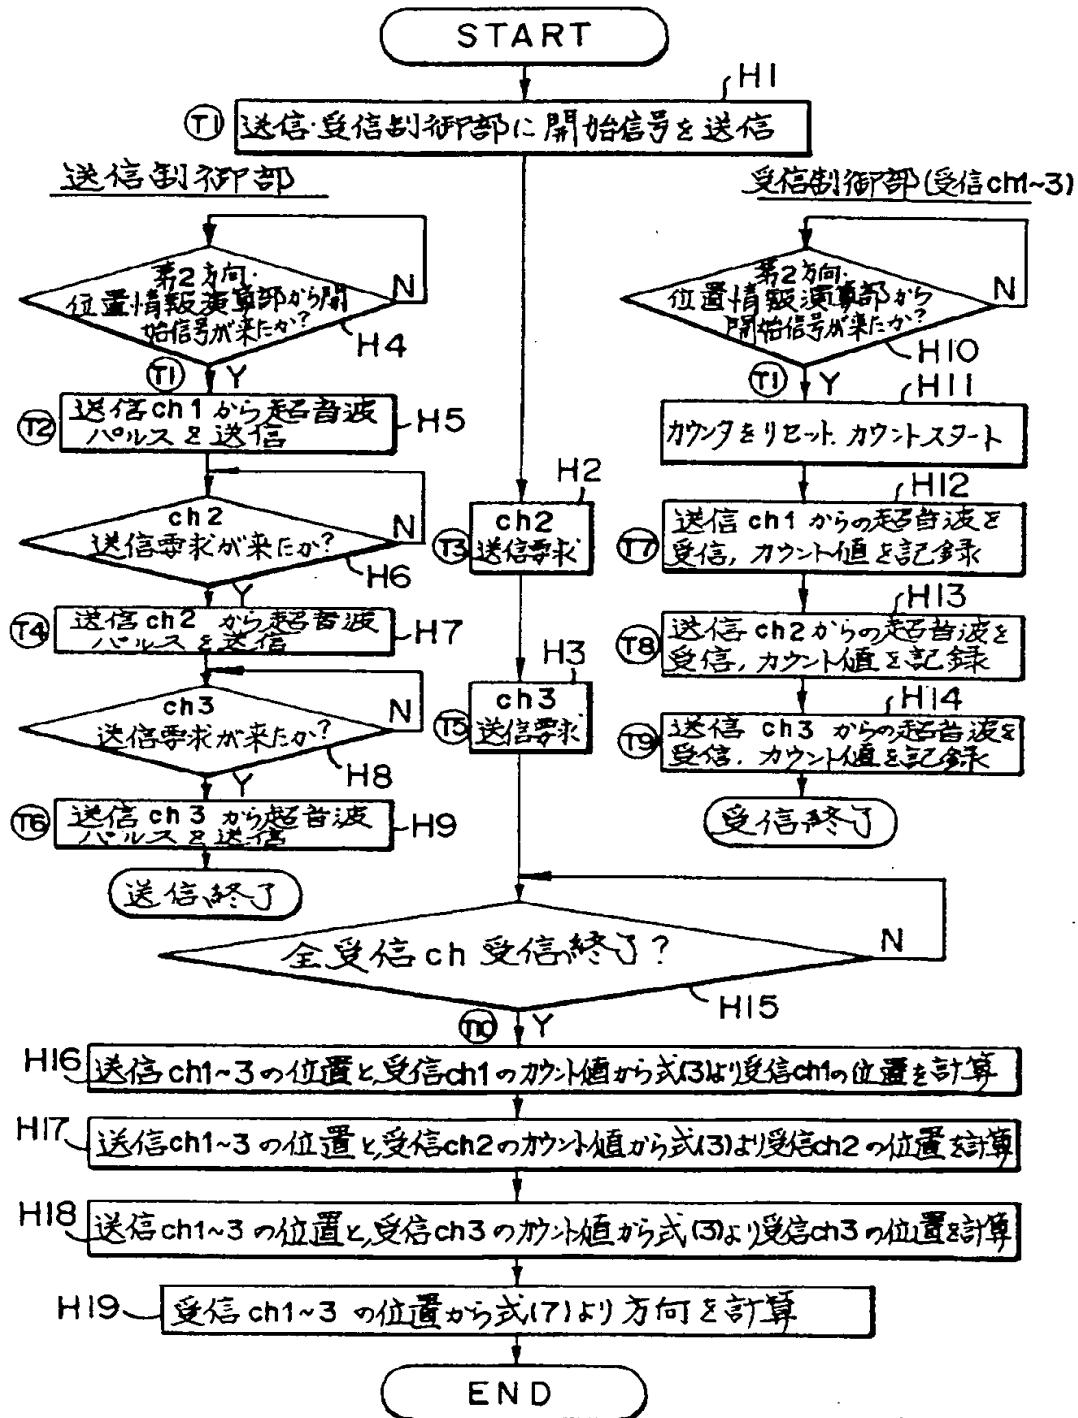 START
H1
T1 送信・受信制御部に開始信号を送信
送信制御部
第2方向・
位置情報演算部から開
始信号が来たか?
N
H4
T1 Y
T2
送信ch1から超音波
パルスを送信
H5
ch2
送信要求が来たか?
N
H6
Y
T4
送信ch2 から超音波
パルスを送信
H7
ch3
送信要求が来たか?
N
H8
Y
T6
送信ch3 から超音波
パルスを送信
H9
送信終了
H2
T3
ch2
送信要求
H3
T5
ch3
送信要求
受信制御部(受信ch1~3)
第2方向・
位置情報演算部から
開始信号が来たか?
N
H10
T1 Y
H11
カウンタをリセット.カウントスタート
H12
T7
送信ch1からの超音波を
受信,カウント値を記録
H13
T8
送信ch2からの超音波を
受信,カウント値を記録
H14
T9
送信ch3からの超音波を
受信.カウント値を記録
受信終了
全受信ch受信終了?
N
H15
T10 Y
H16 送信ch1~3の位置と,受信ch1のカウント値から式(3)より受信ch1の位置を計算
H17 送信ch1~3の位置と,受信ch2のカウント値から式(3)より受信ch2の位置を計算
H18 送信ch1~3の位置と,受信ch3のカウント値から式(3)より受信ch3の位置を計算
H19 受信ch1~3の位置から式(7)より方向を計算
END